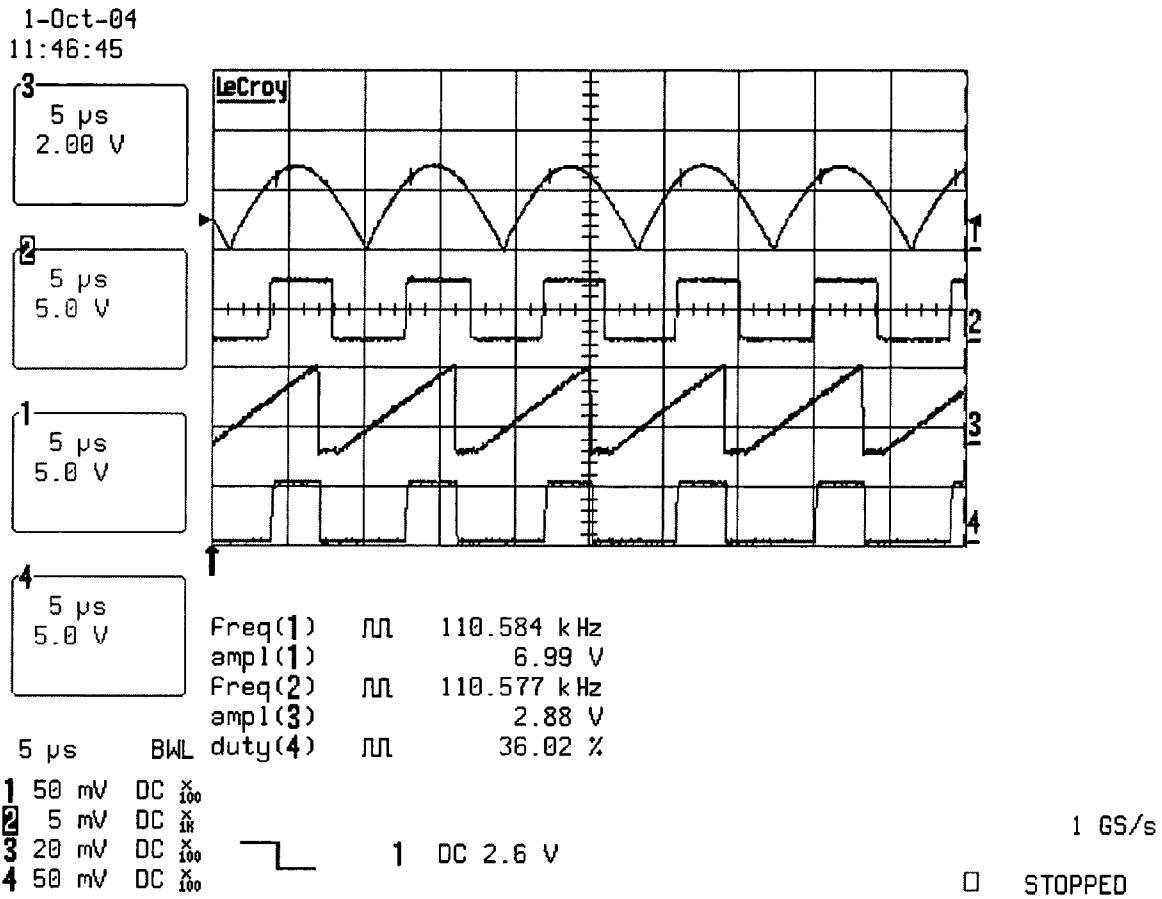 1-Oct-04
11:46:45
3
5 µs
2.00 V
2
5 µs
5.0 V
1
5 µs
5.0 V
4
5 µs
5.0 V
LeCroy
1
2
3
4
Freq(1) 110.584 kHz
ampl(1) 6.99 V
Freq(2) 110.577 kHz
ampl(3) 2.88 V
duty(4) 36.02 %
5 µs BWL
1 50 mV DC X100
2 5 mV DC X1K
3 20 mV DC X100
4 50 mV DC X100
1 DC 2.6 V
1 GS/s
STOPPED